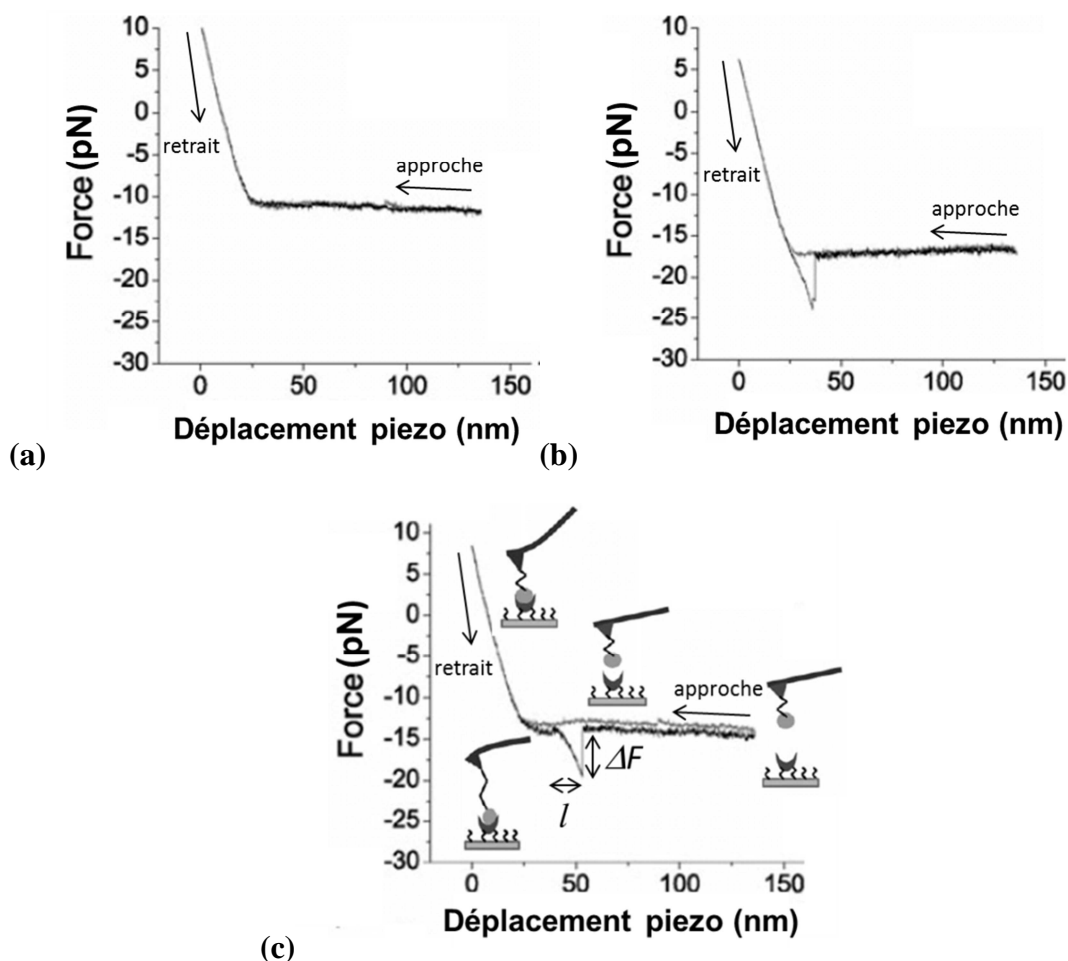 10
5
0
-5
-10
-15
-20
-25
-30
Force (pN)
retrait
approche
0
50
100
150
Déplacement piezo (nm)
(a)
10
5
0
-5
-10
-15
-20
-25
-30
Force (pN)
retrait
approche
0
50
100
150
Déplacement piezo (nm)
(b)
10
5
0
-5
-10
-15
-20
-25
-30
Force (pN)
retrait
approche
ΔF
l
0
50
100
150
Déplacement piezo (nm)
(c)